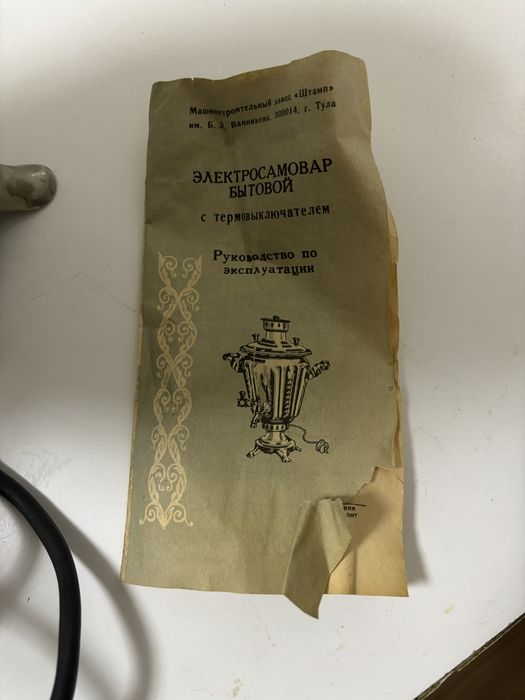 Машиностроительный завод «Штамп»
им. Б. Л. Ванникова, 300014, г. Тула
ЭЛЕКТРОСАМОВАР
БЫТОВОЙ
с термовыключателем
Руководство по
эксплуатации